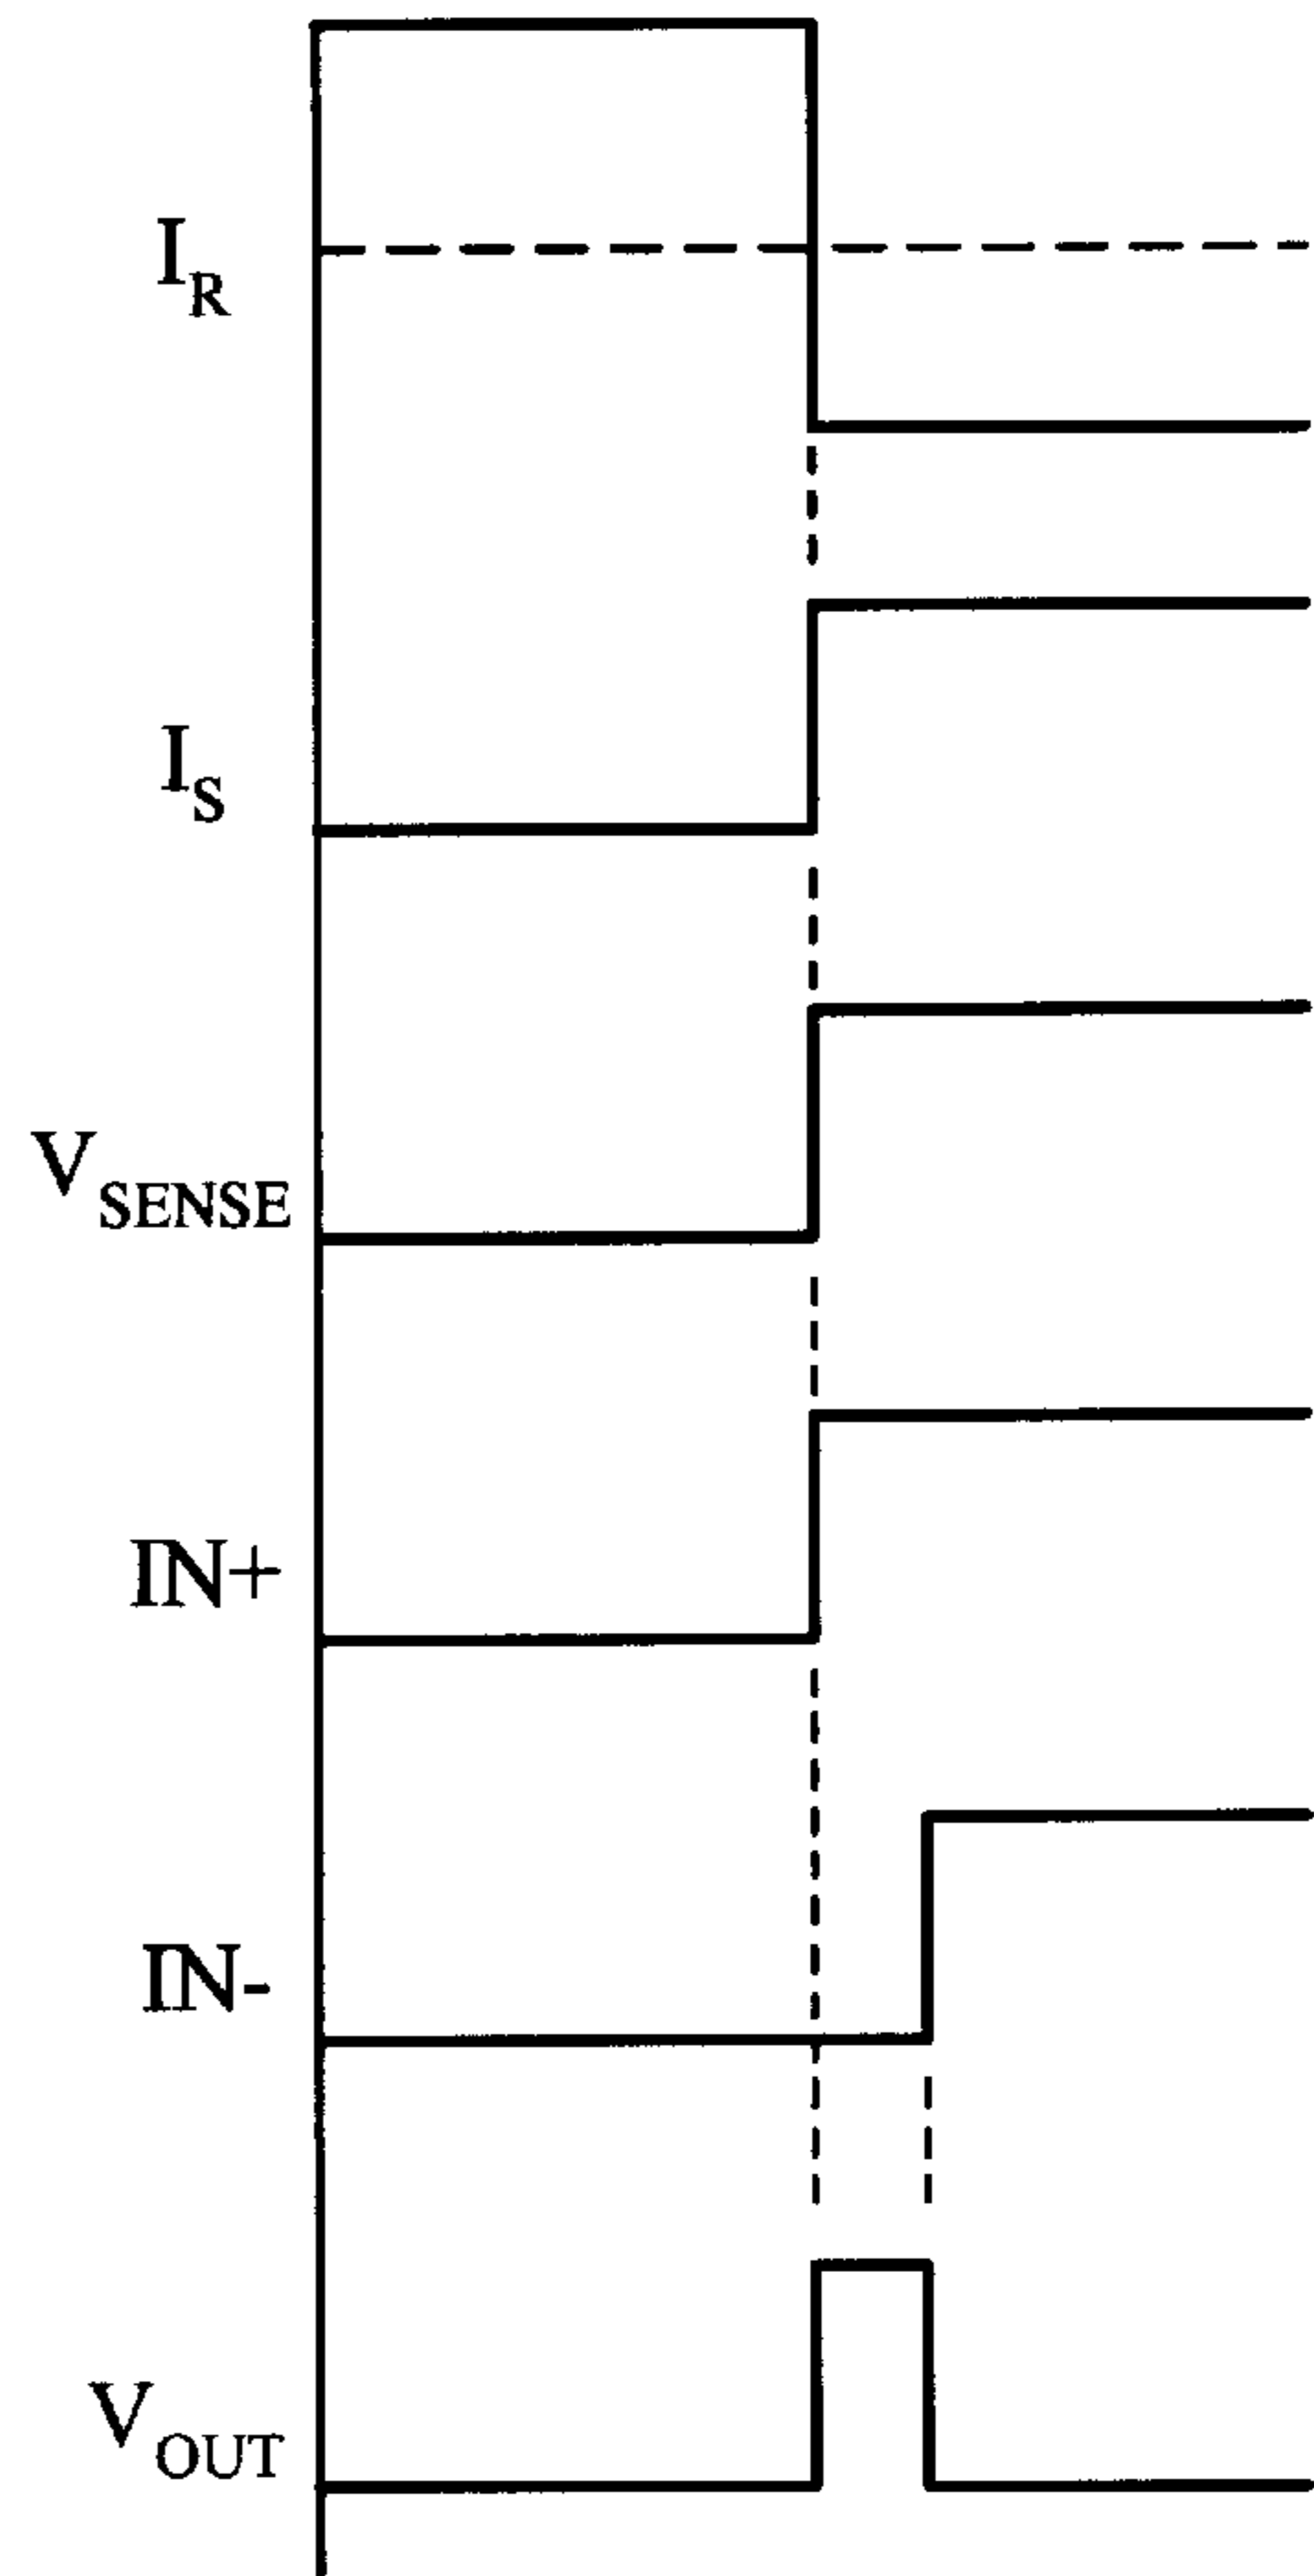 I_R
I_S
V_SENSE
IN+
IN-
V_OUT